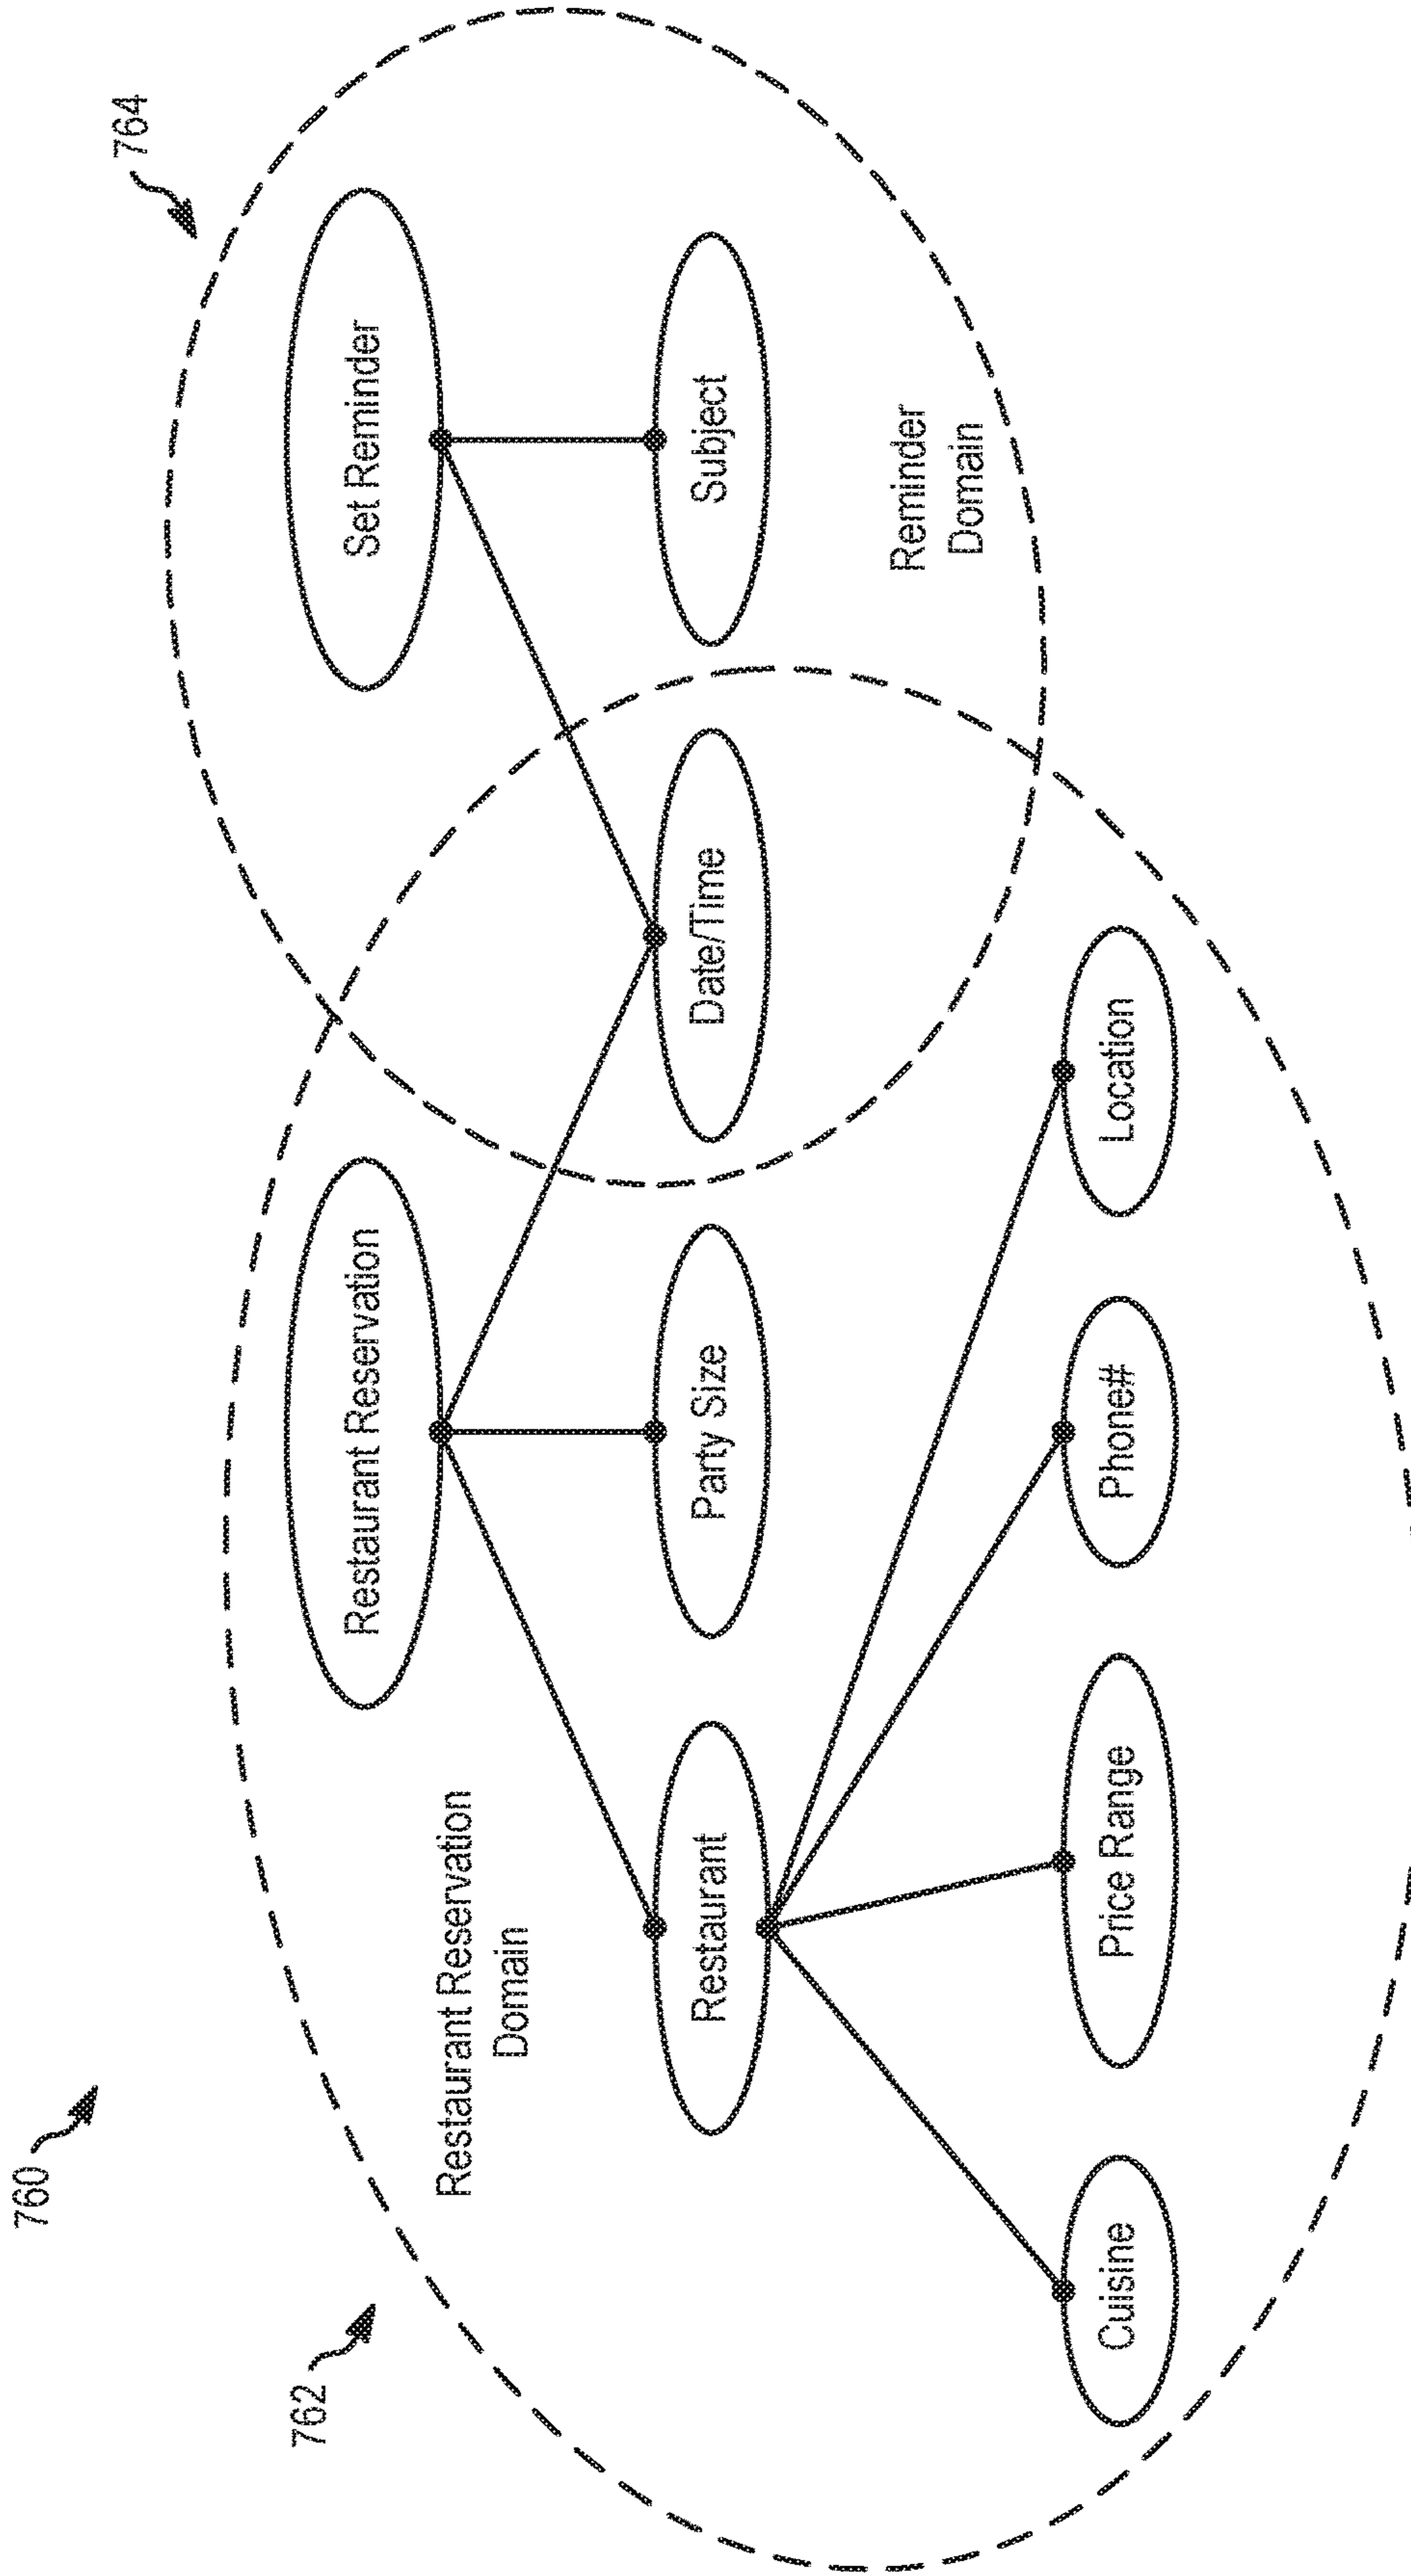 760
762
764
Restaurant Reservation
Set Reminder
Restaurant Reservation
Domain
Restaurant
Party Size
Date/Time
Subject
Reminder
Domain
Cuisine
Price Range
Phone#
Location